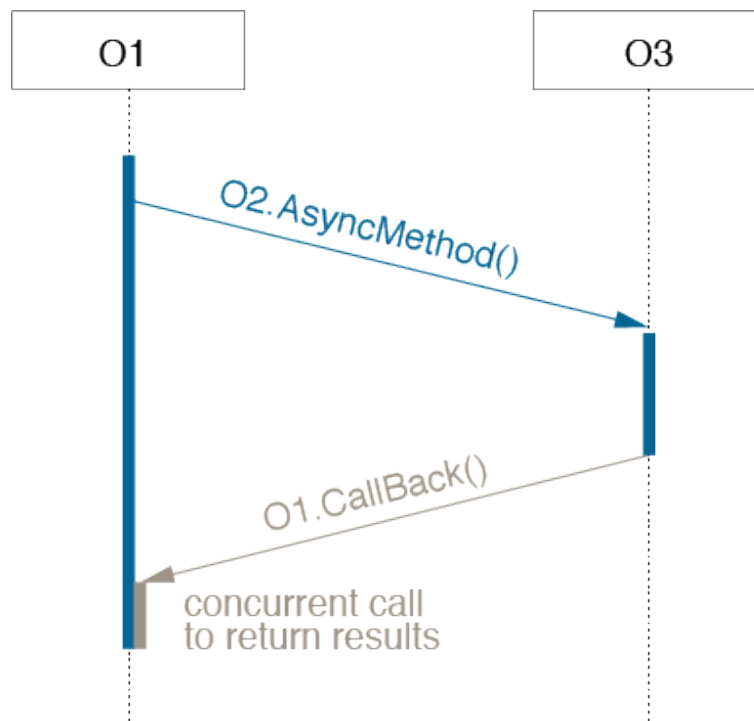 O1
O3
O2.AsyncMethod()
O1.CallBack()
concurrent call
to return results